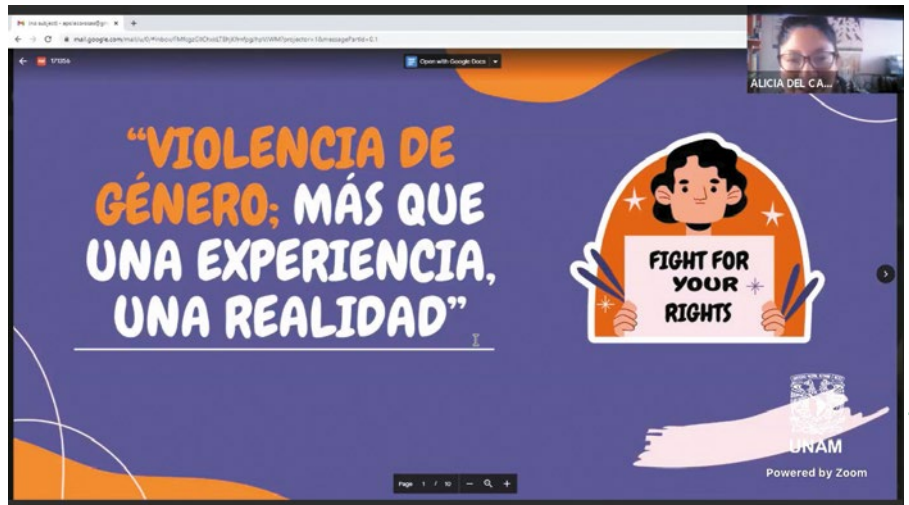 Open with Google Docs
ALICIA DEL CA...
“VIOLENCIA DE
GÉNERO; MÁS QUE
UNA EXPERIENCIA,
UNA REALIDAD”
FIGHT FOR
YOUR
RIGHTS
UNAM
Powered by Zoom
Page 1 / 10